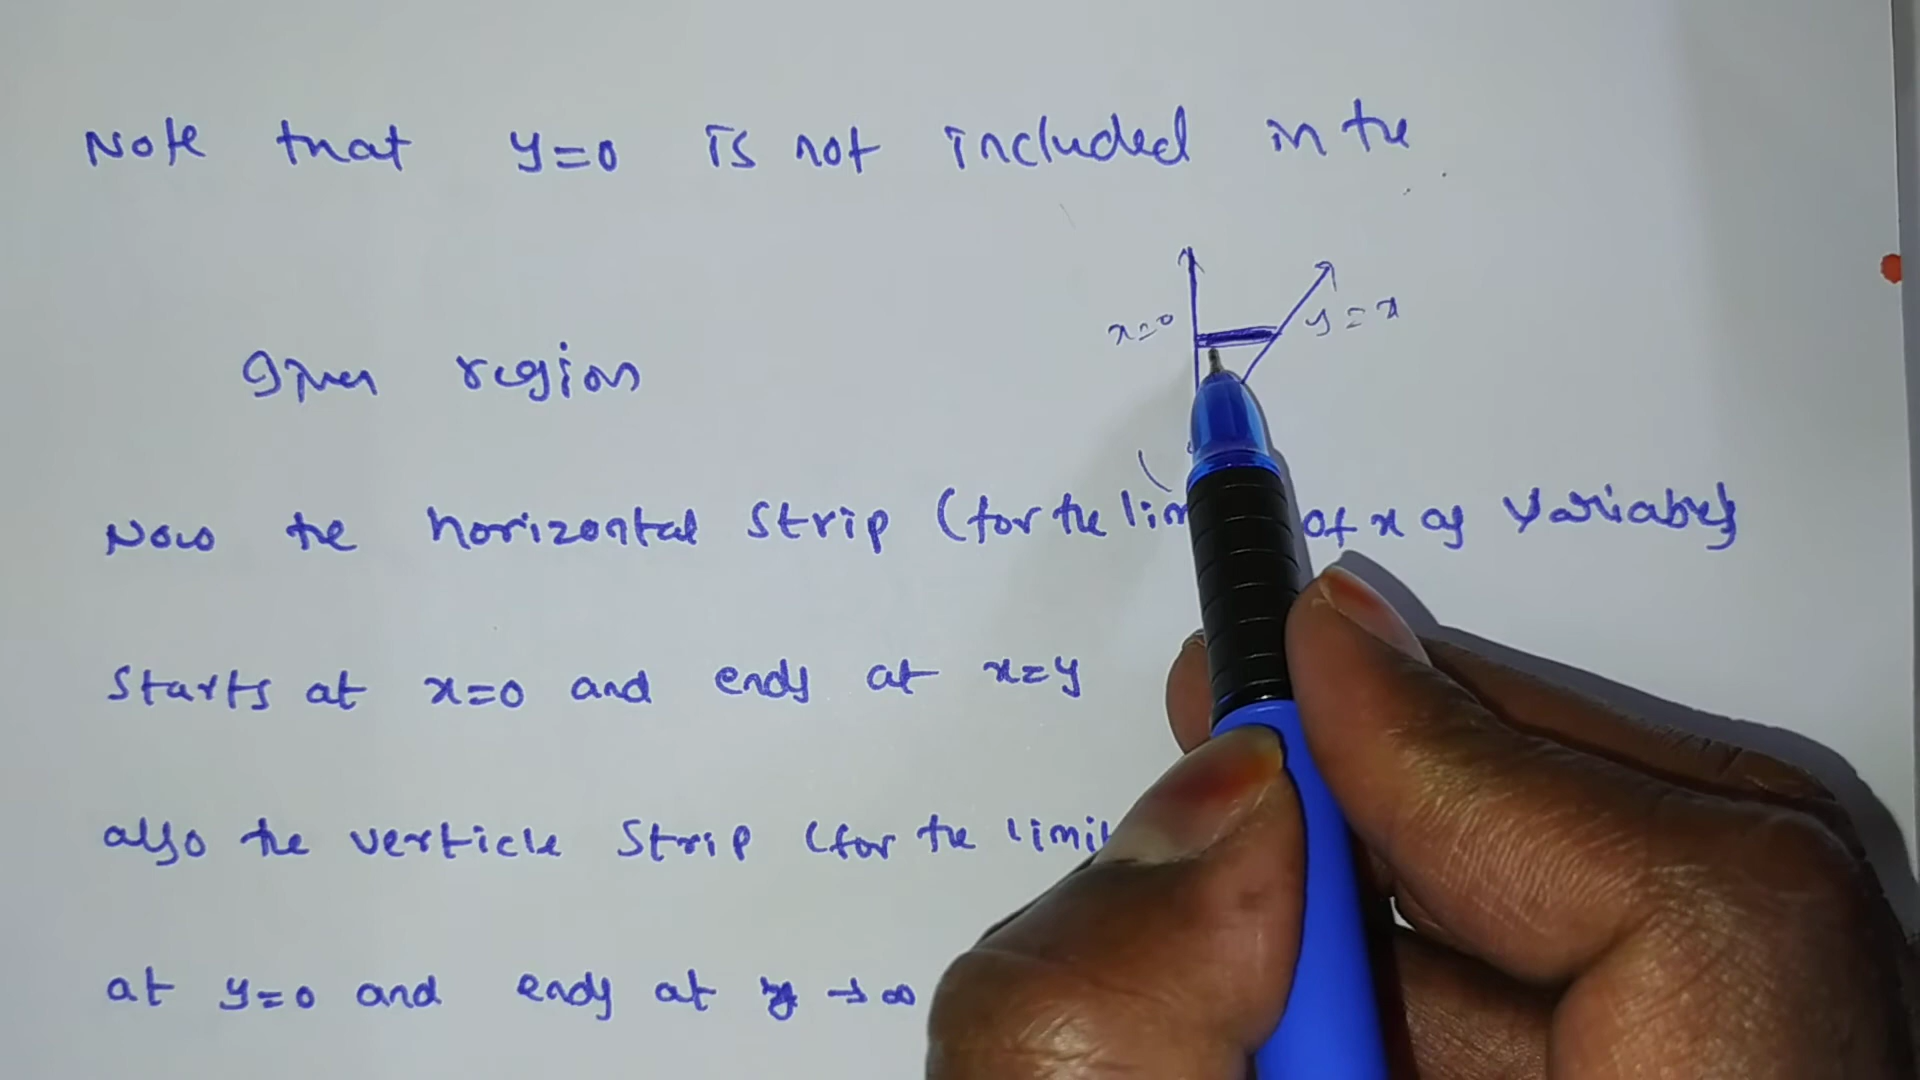 Note that y=0 is not included in the
x=0 y=x
Given region
Now the horizontal strip (for the lim of x as variable)
starts at x=0 and ends at x=y
also the verticle strip (for the limit
at y=0 and ends at y→∞